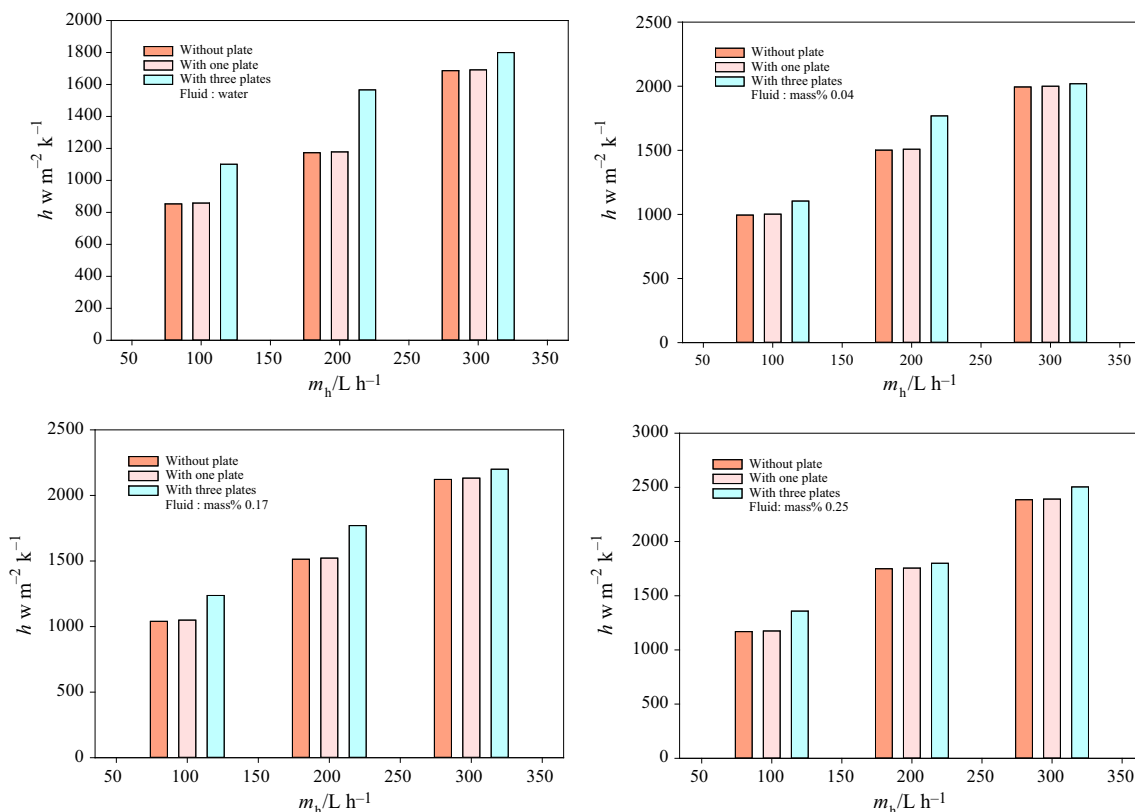 2000
1800
1600
1400
1200
1000
800
600
400
200
0
h w m⁻² k⁻¹
Without plate
With one plate
With three plates
Fluid : water
50 100 150 200 250 300 350
mₕ/L h⁻¹
2500
2000
1500
1000
500
0
h w m⁻² k⁻¹
Without plate
With one plate
With three plates
Fluid : mass% 0.04
50 100 150 200 250 300 350
mₕ/L h⁻¹
2500
2000
1500
1000
500
0
h w m⁻² k⁻¹
Without plate
With one plate
With three plates
Fluid : mass% 0.17
50 100 150 200 250 300 350
mₕ/L h⁻¹
3000
2500
2000
1500
1000
500
0
h w m⁻² k⁻¹
Without plate
With one plate
With three plates
Fluid: mass% 0.25
50 100 150 200 250 300 350
mₕ/L h⁻¹